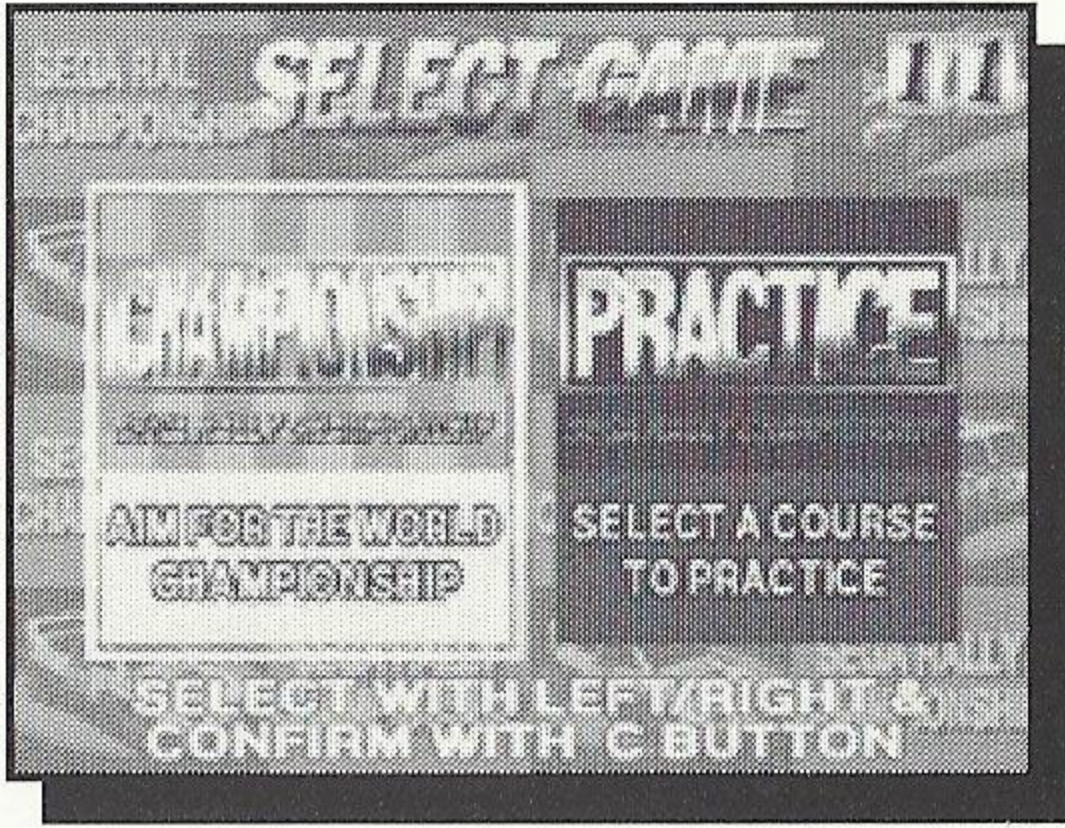 SELECT GAME
CHAMPIONSHIP
PRACTICE
AIM FOR THE WORLD
CHAMPIONSHIP
SELECT A COURSE
TO PRACTICE
SELECT WITH LEFT/RIGHT &
CONFIRM WITH C BUTTON